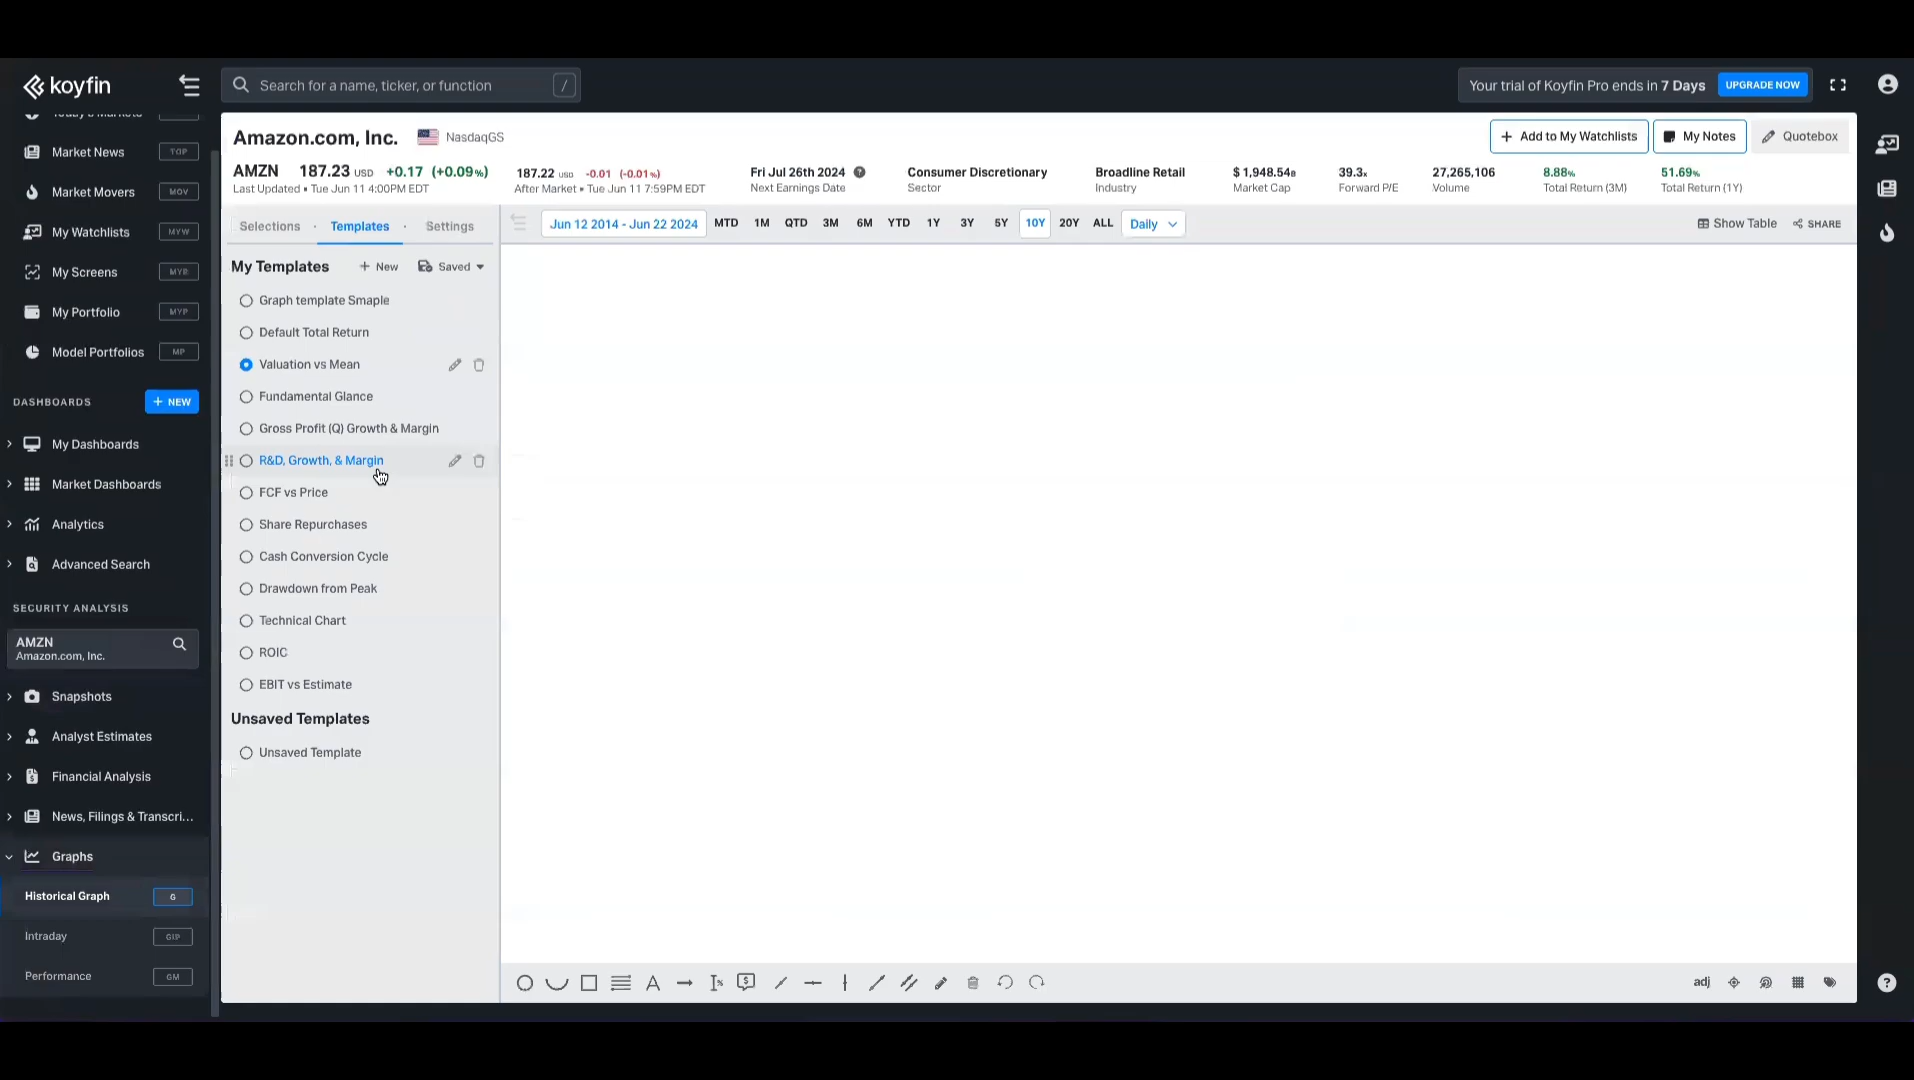 koyfin
Search for a name, ticker, or function
/
Your trial of Koyfin Pro ends in 7 Days
UPGRADE NOW
Today's Markets
Market News
TOP
Market Movers
MOV
My Watchlists
MYW
My Screens
MYS
My Portfolio
MYP
Model Portfolios
MP
DASHBOARDS
+ NEW
My Dashboards
Market Dashboards
Analytics
Advanced Search
SECURITY ANALYSIS
AMZN
Amazon.com, Inc.
Snapshots
Analyst Estimates
Financial Analysis
News, Filings & Transcri...
Graphs
Historical Graph
G
Intraday
GIP
Performance
GM
Amazon.com, Inc.
NasdaqGS
+ Add to My Watchlists
My Notes
Quotebox
AMZN 187.23 USD +0.17 (+0.09%)
Last Updated • Tue Jun 11 4:00PM EDT
187.22 USD -0.01 (-0.01%)
After Market • Tue Jun 11 7:59PM EDT
Fri Jul 26th 2024
Next Earnings Date
Consumer Discretionary
Sector
Broadline Retail
Industry
$ 1,948.54B
Market Cap
39.3x
Forward P/E
27,265,106
Volume
8.88%
Total Return (3M)
51.69%
Total Return (1Y)
Selections · Templates · Settings
Jun 12 2014 - Jun 22 2024
MTD 1M QTD 3M 6M YTD 1Y 3Y 5Y 10Y 20Y ALL
Daily
Show Table
SHARE
My Templates
+ New
Saved
Graph template Smaple
Default Total Return
Valuation vs Mean
Fundamental Glance
Gross Profit (Q) Growth & Margin
R&D, Growth, & Margin
FCF vs Price
Share Repurchases
Cash Conversion Cycle
Drawdown from Peak
Technical Chart
ROIC
EBIT vs Estimate
Unsaved Templates
Unsaved Template
adj